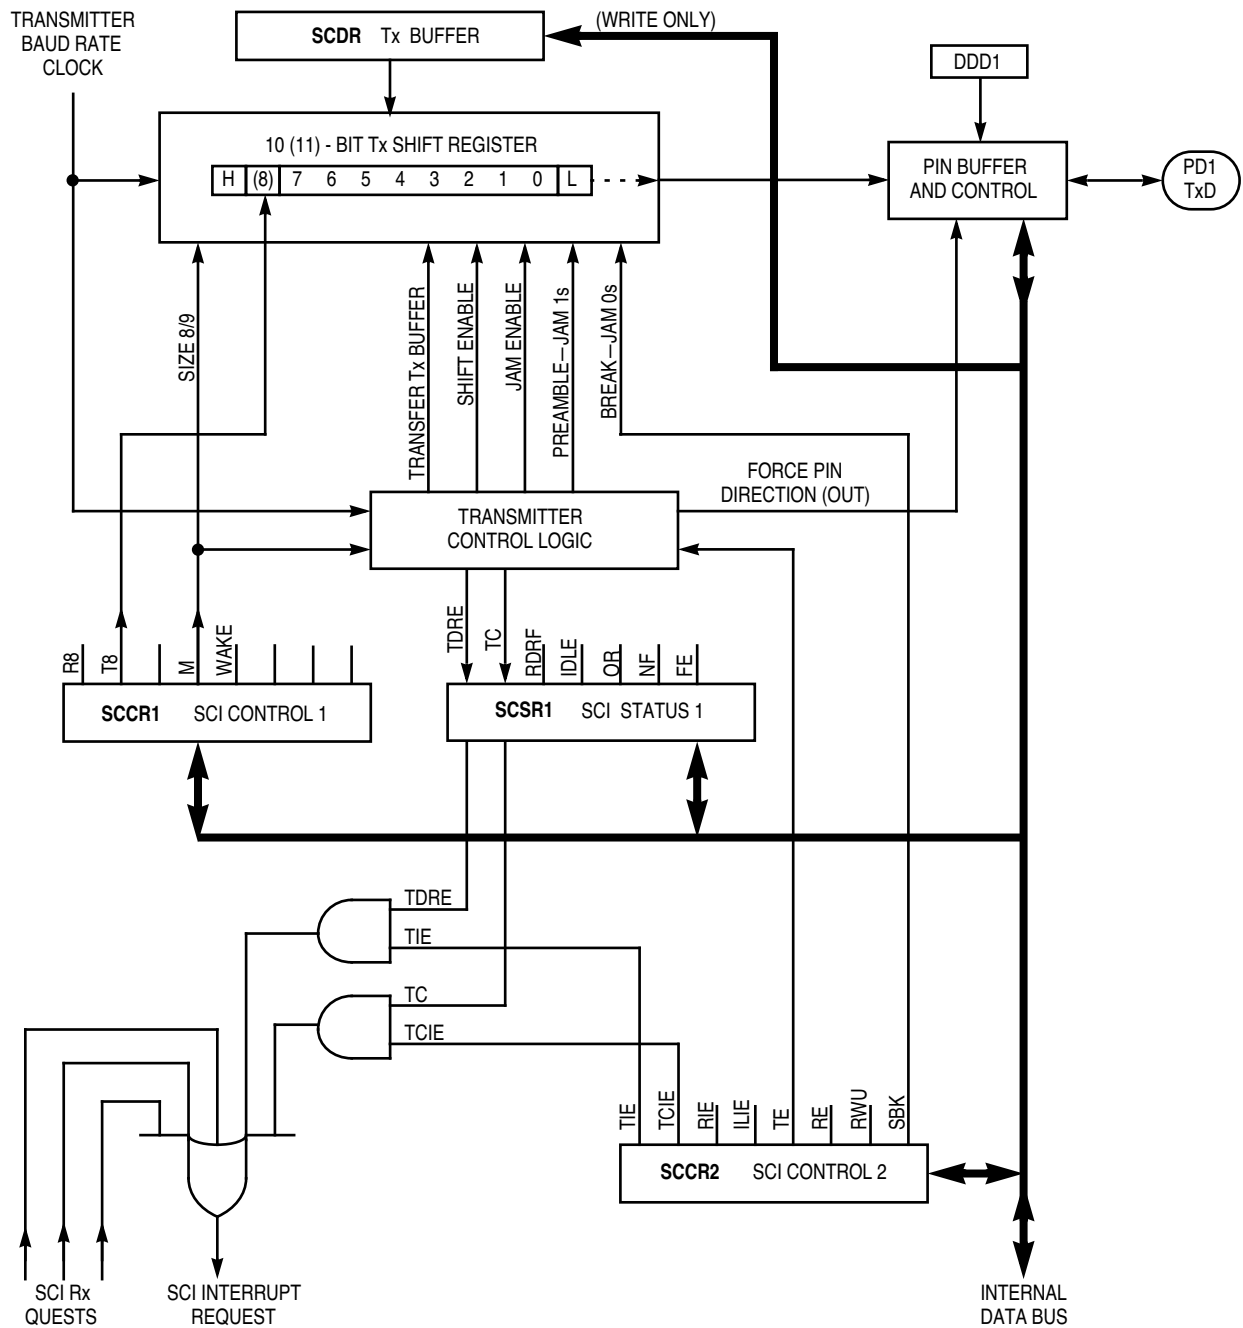 TRANSMITTER
BAUD RATE
CLOCK
SCDR Tx BUFFER
(WRITE ONLY)
DDD1
10 (11) - BIT Tx SHIFT REGISTER
H (8) 7 6 5 4 3 2 1 0 L
PIN BUFFER
AND CONTROL
PD1
TxD
SIZE 8/9
TRANSFER Tx BUFFER
SHIFT ENABLE
JAM ENABLE
PREAMBLE—JAM 1s
BREAK—JAM 0s
FORCE PIN
DIRECTION (OUT)
TRANSMITTER
CONTROL LOGIC
R8
T8
M
WAKE
TDRE
TC
RDRF
IDLE
OR
NF
FE
SCCR1 SCI CONTROL 1
SCSR1 SCI STATUS 1
TDRE
TIE
TC
TCIE
TIE
TCIE
RIE
ILIE
TE
RE
RWU
SBK
SCCR2 SCI CONTROL 2
SCI Rx
QUESTS
SCI INTERRUPT
REQUEST
INTERNAL
DATA BUS